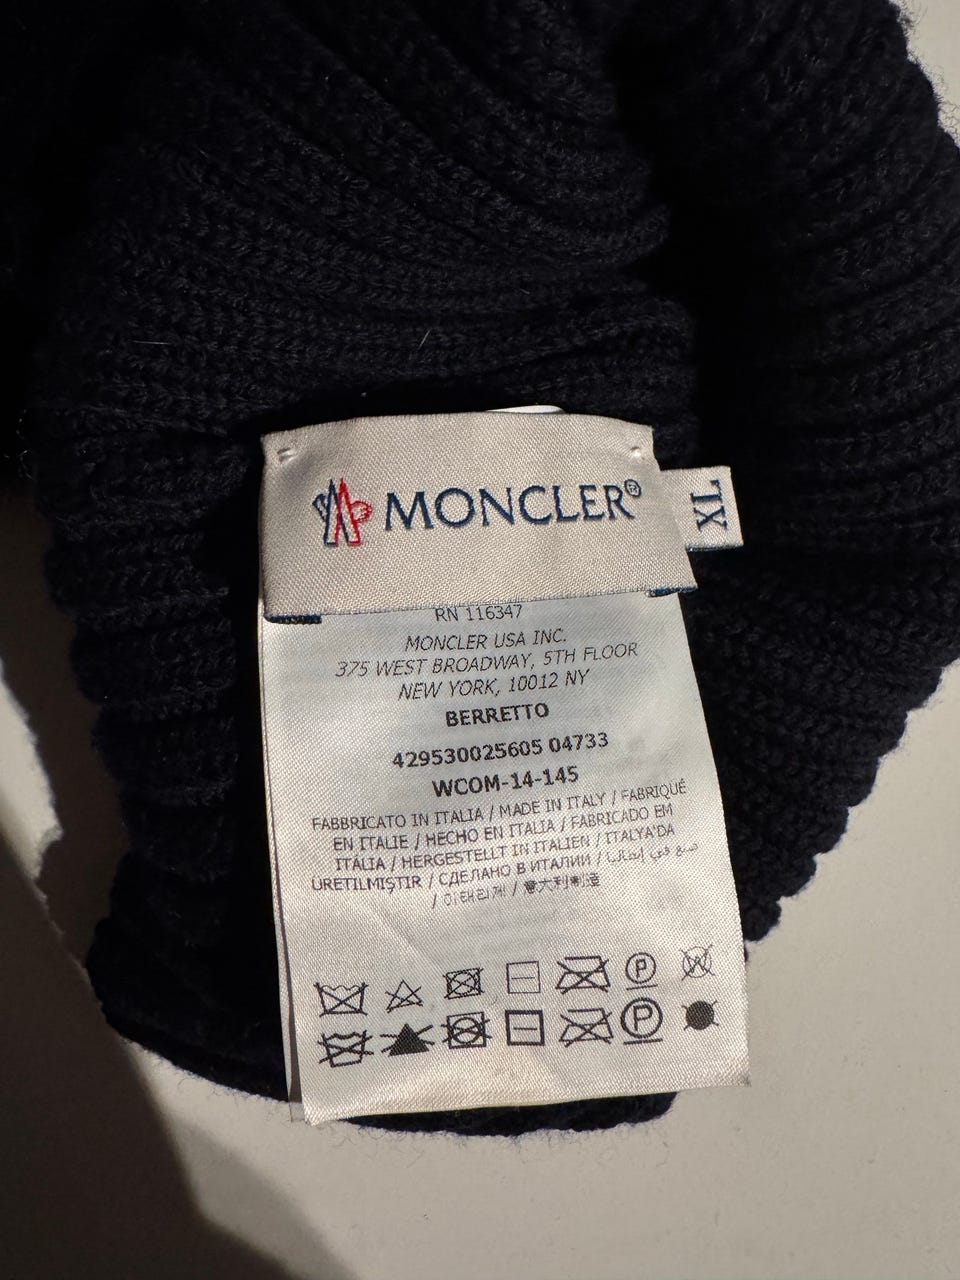 MONCLER®
XL
RN 116347
MONCLER USA INC.
375 WEST BROADWAY, 5TH FLOOR
NEW YORK, 10012 NY
BERRETTO
429530025605 04733
WCOM-14-145
FABBRICATO IN ITALIA / MADE IN ITALY / FABRIQUÉ
EN ITALIE / HECHO EN ITALIA / FABRICADO EM
ITÁLIA / HERGESTELLT IN ITALIEN / ITALYA'DA
ÜRETILMIŞTIR / СДЕЛАНО В ИТАЛИИ / صنع في إيطاليا
/ 이태리제 / 意大利制造
P W
P